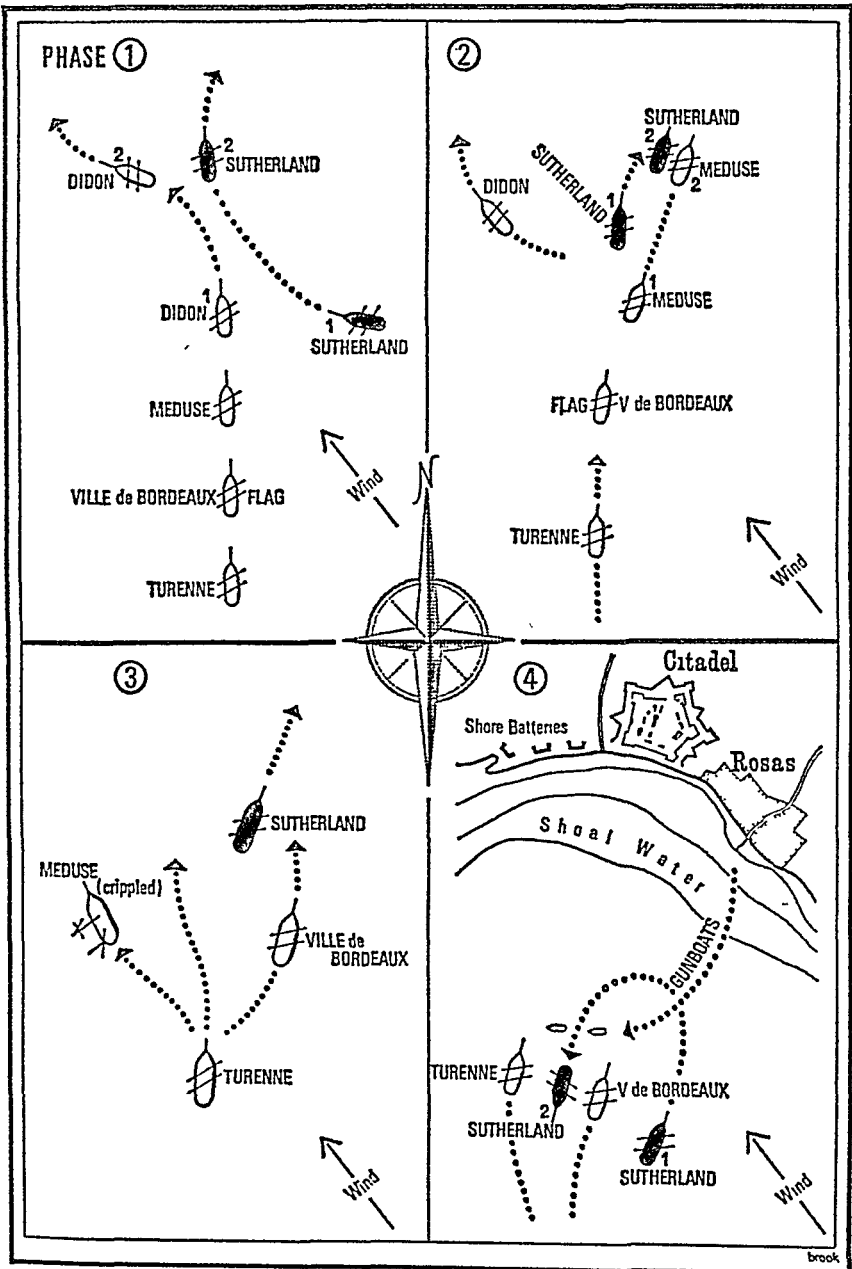 PHASE 1
2
DIDON
2
SUTHERLAND
DIDON 1
1
SUTHERLAND
MEDUSE
VILLE de BORDEAUX FLAG
TURENNE
Wind
N
2
SUTHERLAND
2
MEDUSE
2
SUTHERLAND
1
DIDON
1
MEDUSE
FLAG V de BORDEAUX
TURENNE
Wind
3
SUTHERLAND
MEDUSE
(crippled)
VILLE de
BORDEAUX
TURENNE
Wind
4
Citadel
Shore Batteries
Rosas
Shoal Water
GUNBOATS
TURENNE
V de BORDEAUX
2
SUTHERLAND
1
SUTHERLAND
Wind
brook